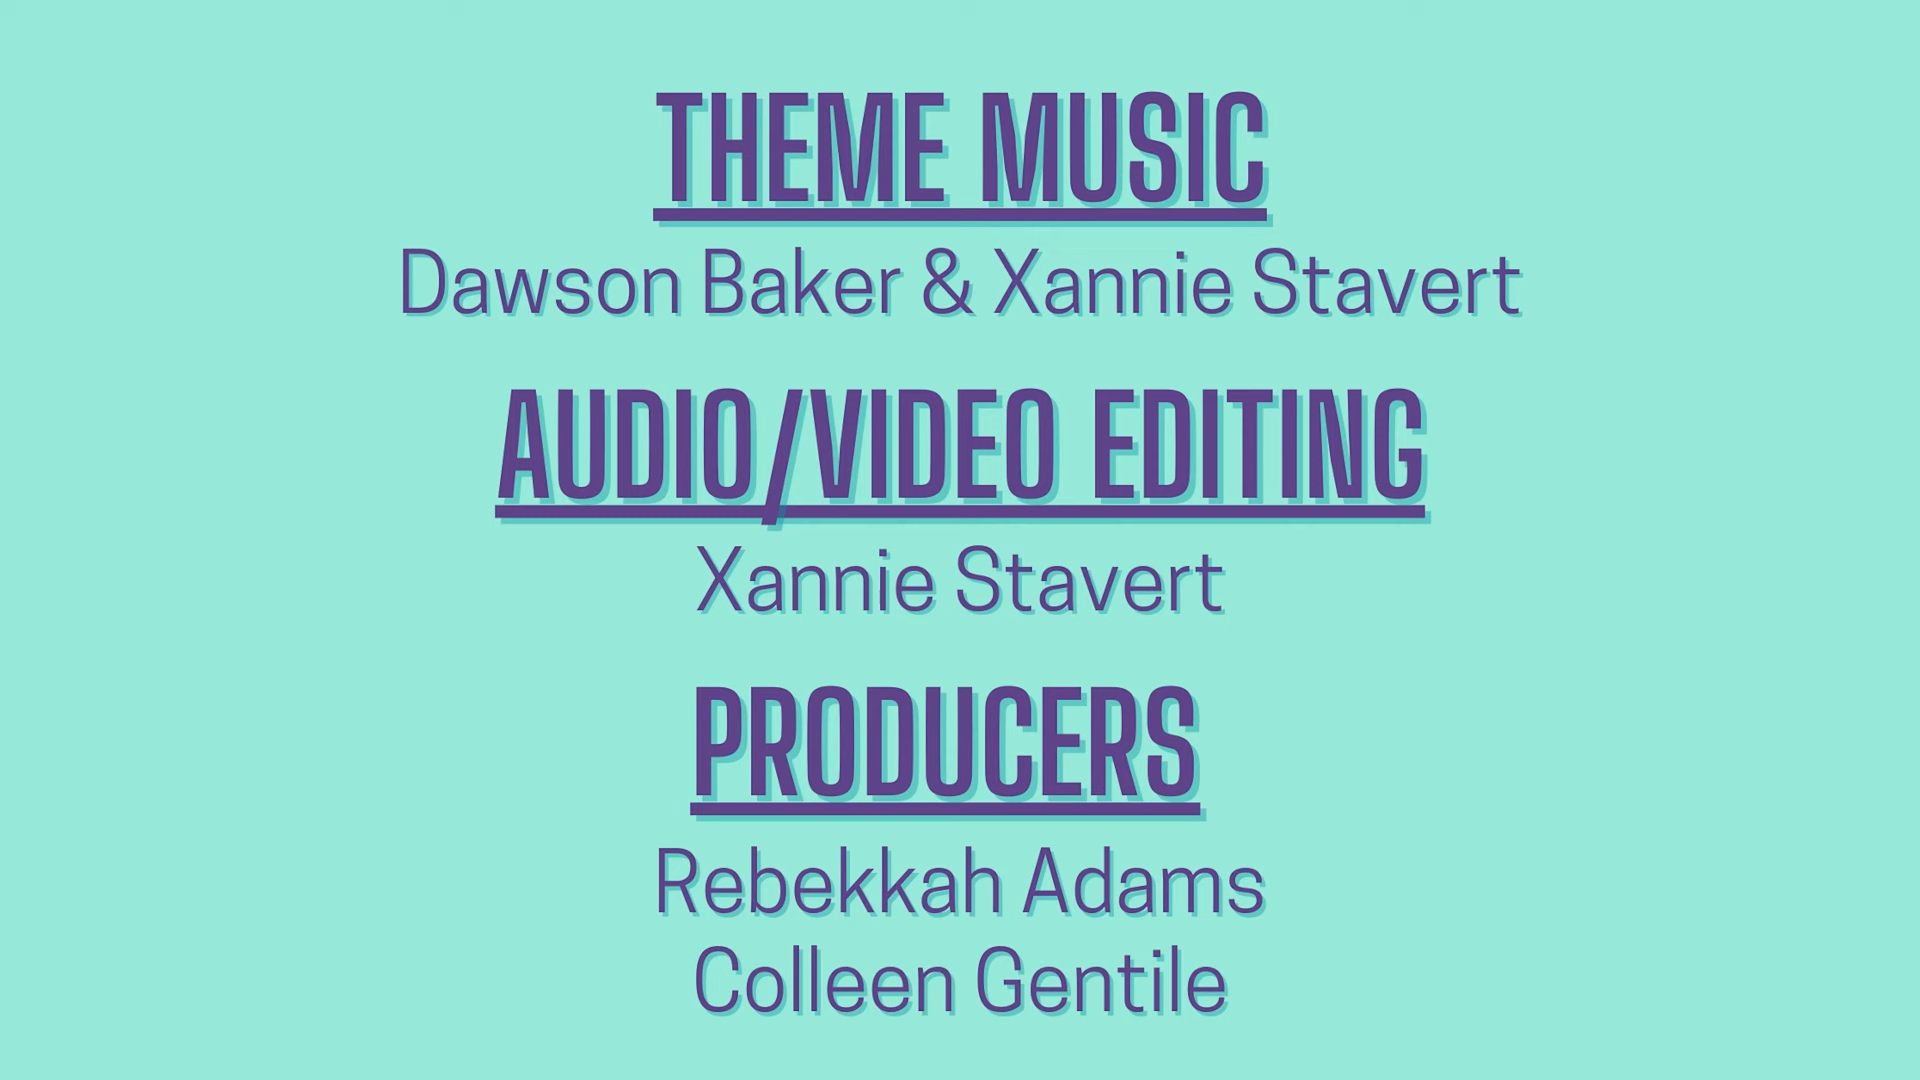 THEME MUSIC
Dawson Baker & Xannie Stavert
AUDIO/VIDEO EDITING
Xannie Stavert
PRODUCERS
Rebekkah Adams
Colleen Gentile